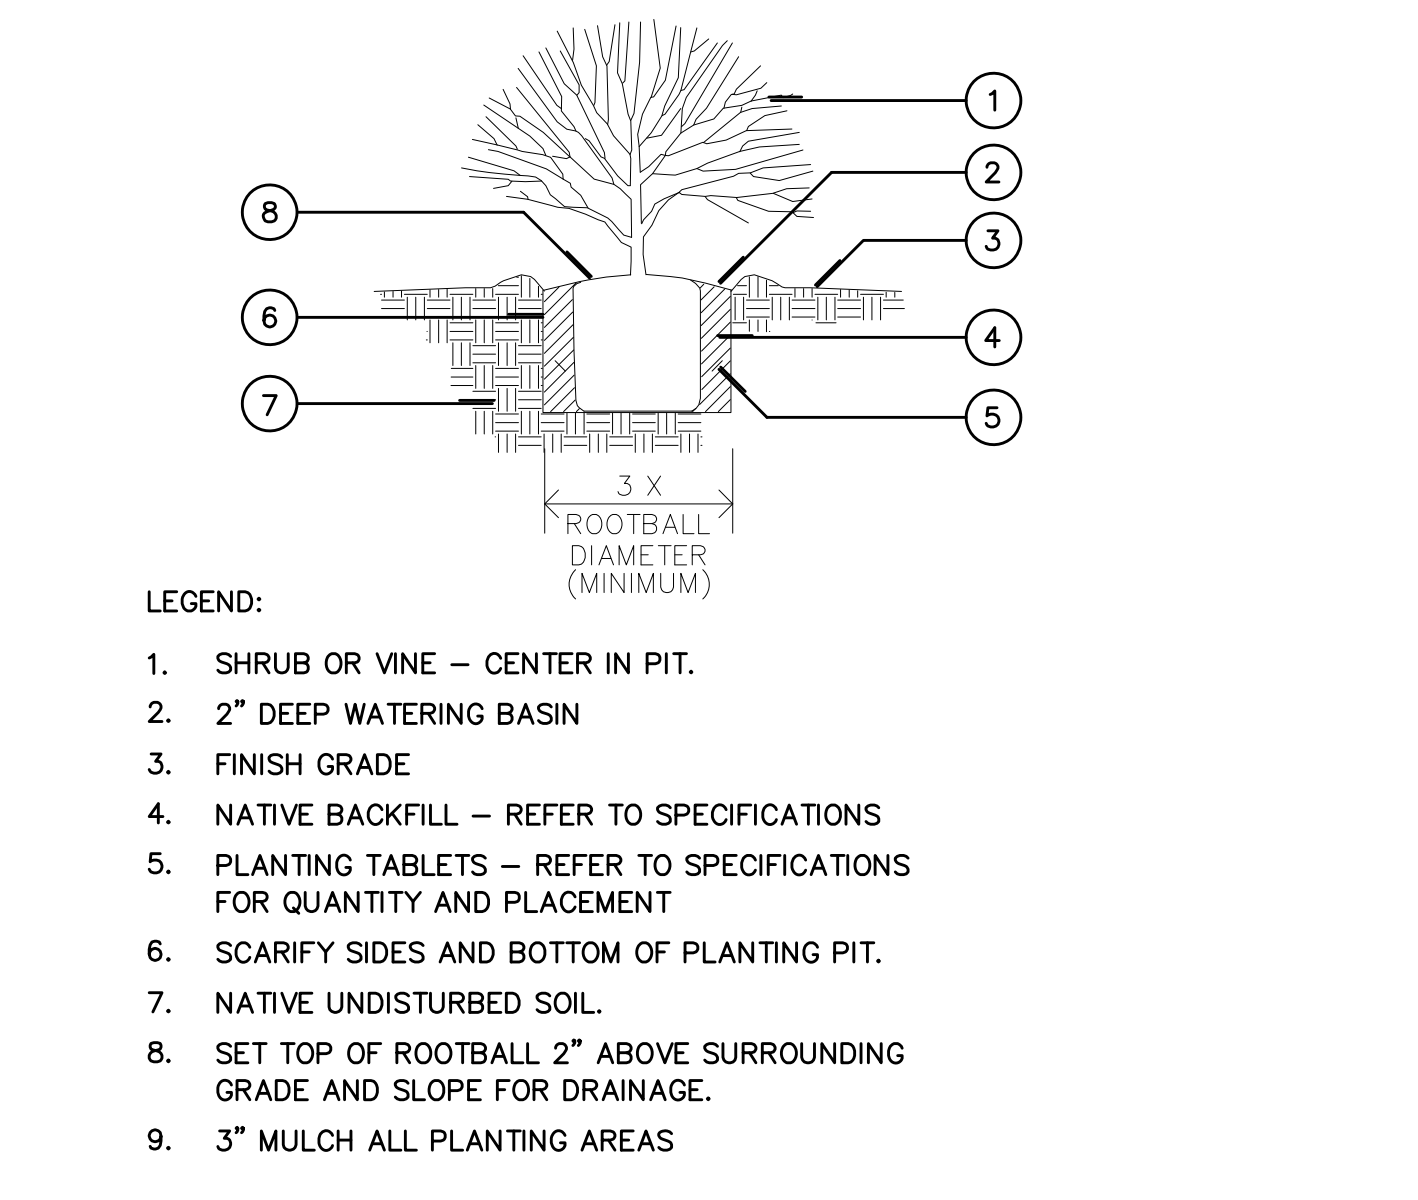 1
2
8
3
6
4
7
5
3 X
ROOTBALL
DIAMETER
(MINIMUM)
LEGEND:
1. SHRUB OR VINE – CENTER IN PIT.
2. 2” DEEP WATERING BASIN
3. FINISH GRADE
4. NATIVE BACKFILL – REFER TO SPECIFICATIONS
5. PLANTING TABLETS – REFER TO SPECIFICATIONS
FOR QUANTITY AND PLACEMENT
6. SCARIFY SIDES AND BOTTOM OF PLANTING PIT.
7. NATIVE UNDISTURBED SOIL.
8. SET TOP OF ROOTBALL 2” ABOVE SURROUNDING
GRADE AND SLOPE FOR DRAINAGE.
9. 3” MULCH ALL PLANTING AREAS